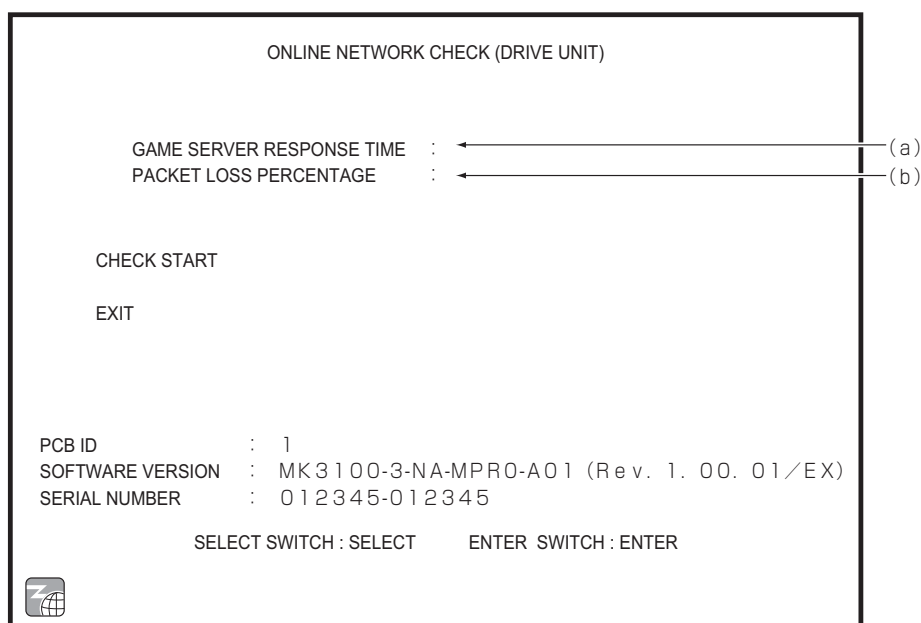 ONLINE NETWORK CHECK (DRIVE UNIT)
GAME SERVER RESPONSE TIME : (a)
PACKET LOSS PERCENTAGE : (b)
CHECK START
EXIT
PCB ID : 1
SOFTWARE VERSION : MK3100-3-NA-MPR0-A01 (Rev. 1. 00. 01/EX)
SERIAL NUMBER : 012345-012345
SELECT SWITCH : SELECT ENTER SWITCH : ENTER